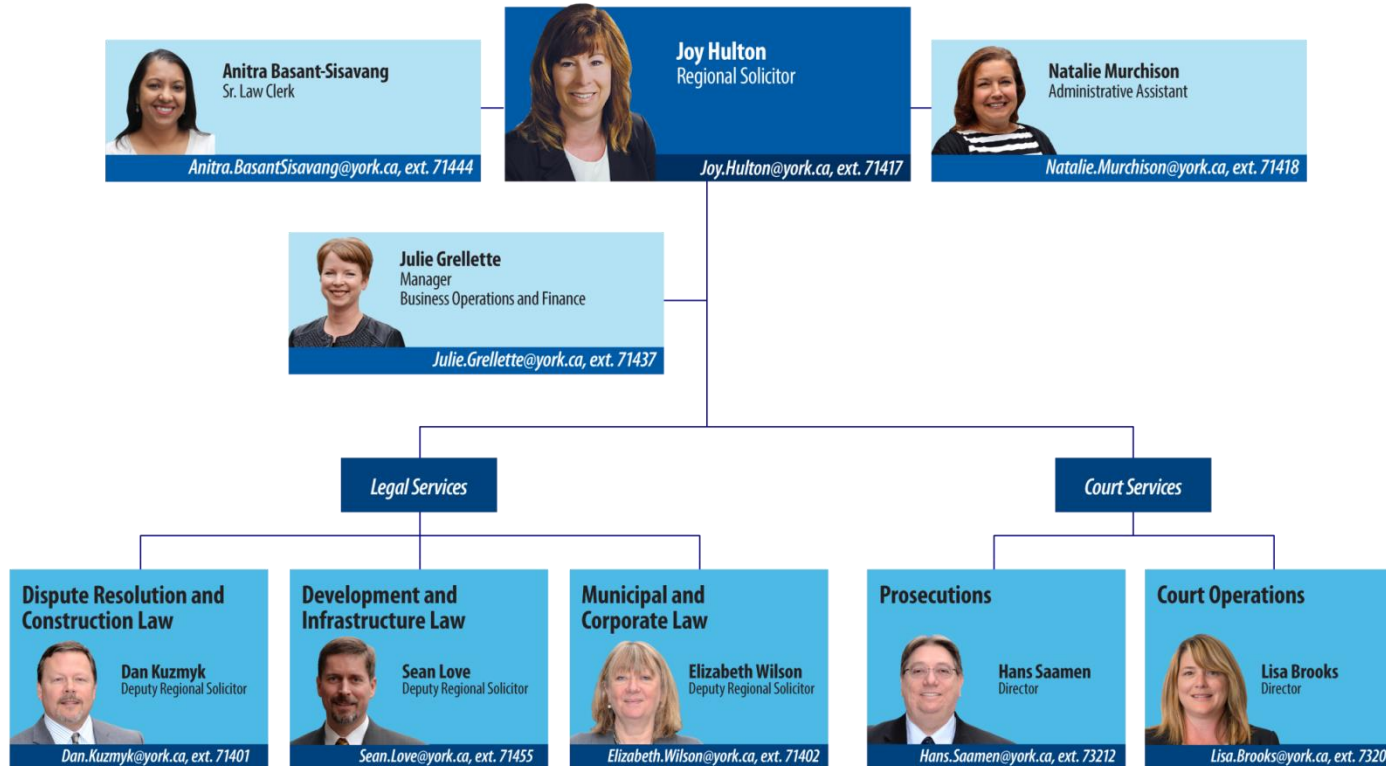 Anitra Basant-Sisavang
Sr. Law Clerk
Anitra.BasantSisavang@york.ca, ext. 71444
Joy Hulton
Regional Solicitor
Joy.Hulton@york.ca, ext. 71417
Natalie Murchison
Administrative Assistant
Natalie.Murchison@york.ca, ext. 71418
Julie Grellette
Manager
Business Operations and Finance
Julie.Grellette@york.ca, ext. 71437
Legal Services
Court Services
Dispute Resolution and
Construction Law
Dan Kuzmyk
Deputy Regional Solicitor
Dan.Kuzmyk@york.ca, ext. 71401
Development and
Infrastructure Law
Sean Love
Deputy Regional Solicitor
Sean.Love@york.ca, ext. 71455
Municipal and
Corporate Law
Elizabeth Wilson
Deputy Regional Solicitor
Elizabeth.Wilson@york.ca, ext. 71402
Prosecutions
Hans Saamen
Director
Hans.Saamen@york.ca, ext. 73212
Court Operations
Lisa Brooks
Director
Lisa.Brooks@york.ca, ext. 7320